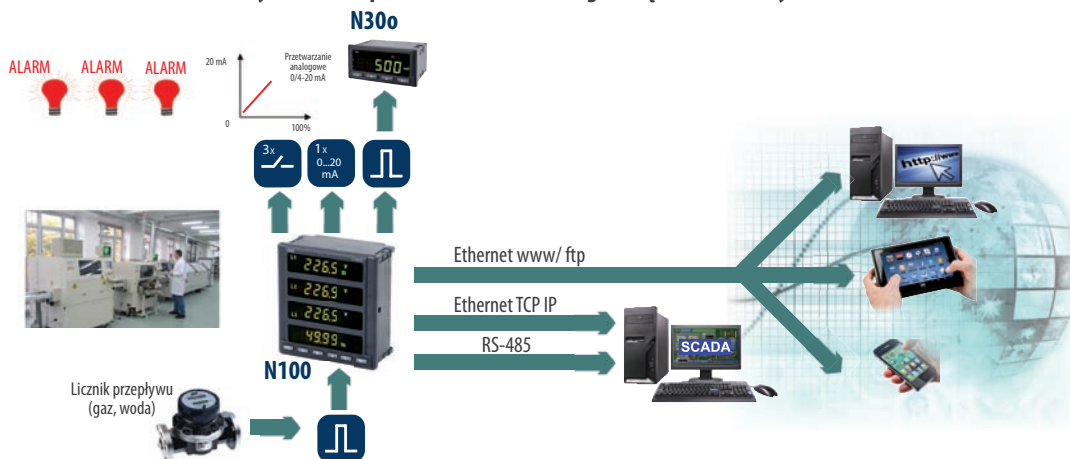 N30o
ALARM
ALARM
ALARM
20 mA
0
100%
Przetwarzanie
analogowe
0/4-20 mA
500
3x
1x
0...20
mA
226.5
226.9
226.5
49.99
N100
Ethernet www/ ftp
Ethernet TCP IP
RS-485
http://www
SCADA
Licznik przepływu
(gaz, woda)